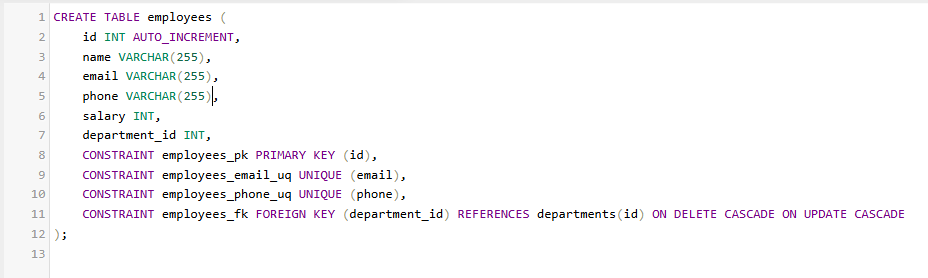 1 CREATE TABLE employees (
2 id INT AUTO_INCREMENT,
3 name VARCHAR(255),
4 email VARCHAR(255),
5 phone VARCHAR(255),
6 salary INT,
7 department_id INT,
8 CONSTRAINT employees_pk PRIMARY KEY (id),
9 CONSTRAINT employees_email_uq UNIQUE (email),
10 CONSTRAINT employees_phone_uq UNIQUE (phone),
11 CONSTRAINT employees_fk FOREIGN KEY (department_id) REFERENCES departments(id) ON DELETE CASCADE ON UPDATE CASCADE
12 );
13